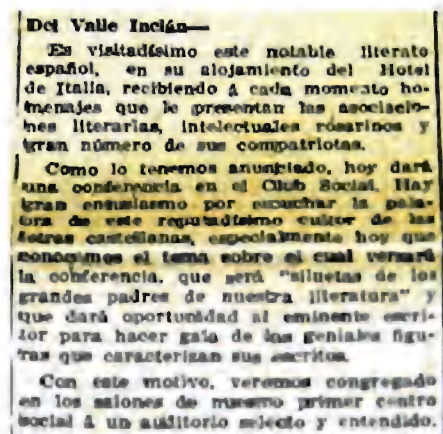 Del Valle Inclán—
Es visitadísimo este notable literato
español, en su alojamiento del Hotel
de Italia, recibiendo á cada momento ho-
menajes que le presentan las asociacio-
nes literarias, intelectuales rosarinos y
gran número de sus compatriotas.
Como lo tenemos anunciado, hoy dará
una conferencia en el Club Social. Hay
gran entusiasmo por escuchar la pala-
bra de este reputadísimo cultor de las
letras castellanas, especialmente hoy que
conocimos el tema sobre el cual versará
la conferencia, que será "siluetas de los
grandes padres de nuestra literatura" y
que dará oportunidad al eminente escri-
tor para hacer gala de las geniales figu-
ras que caracterizan sus escritos.
Con este motivo, veremos congregado
en los salones de nuestro primer centro
social á un auditorio selecto y entendido.